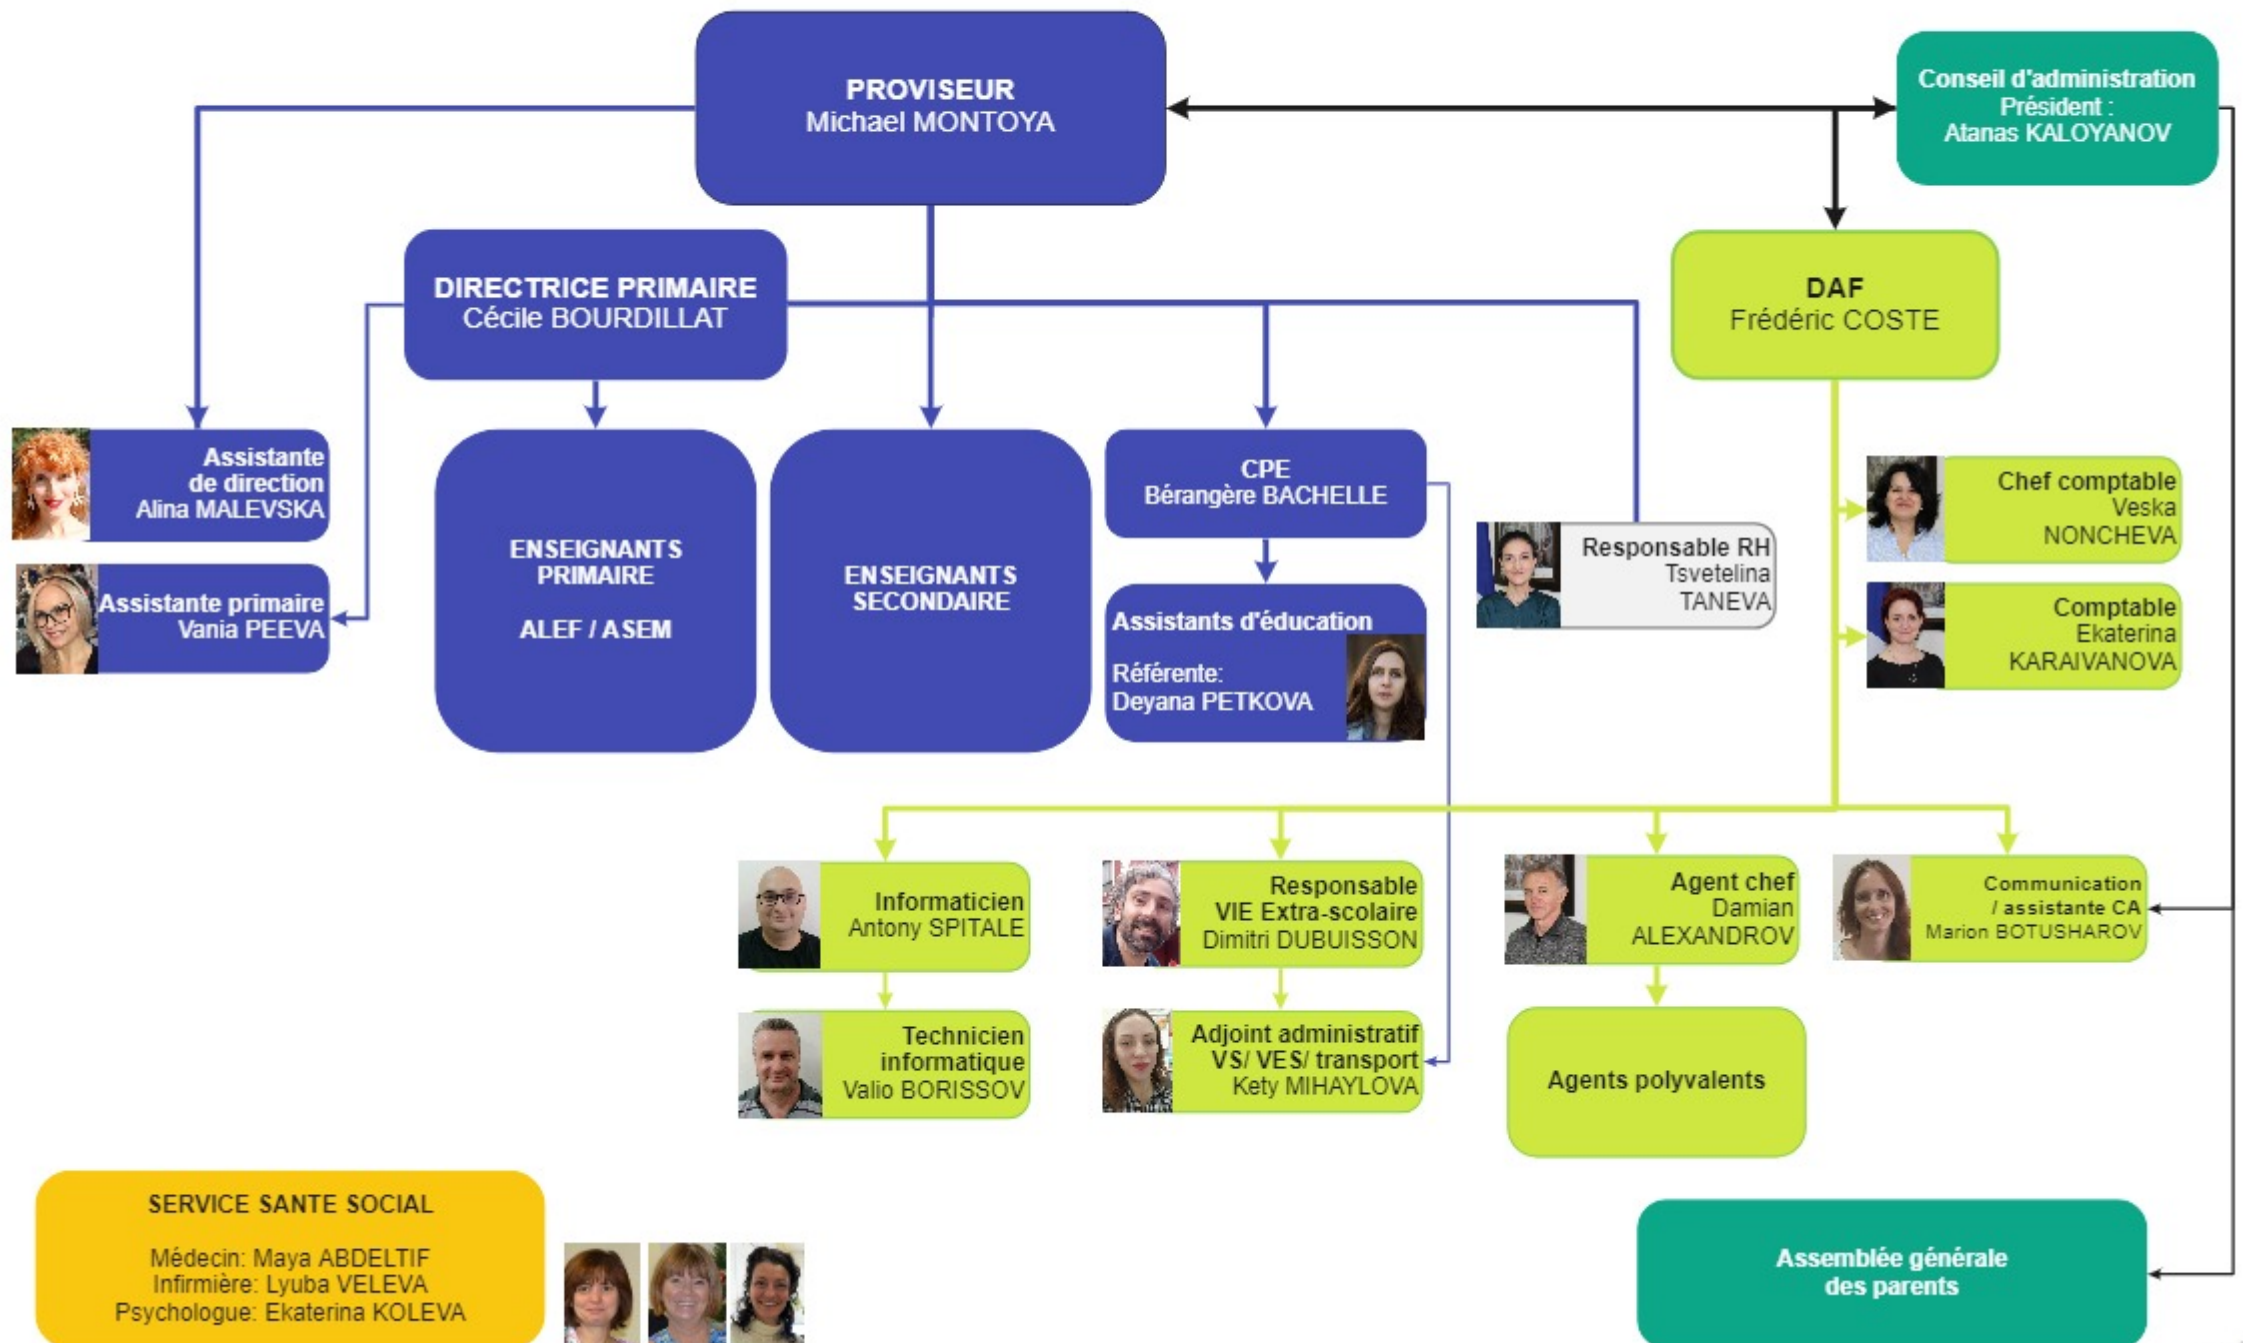 PROVISEUR
Michael MONTOYA
Conseil d'administration
Président :
Atanas KALOYANOV
DIRECTRICE PRIMAIRE
Cécile BOURDILLAT
DAF
Frédéric COSTE
Assistante
de direction
Alina MALEVSKA
Assistante primaire
Vania PEEVA
ENSEIGNANTS
PRIMAIRE
ALEF / ASEM
ENSEIGNANTS
SECONDAIRE
CPE
Bérangère BACHELLE
Assistants d'éducation
Référente:
Deyana PETKOVA
Responsable RH
Tsvetelina
TANEVA
Chef comptable
Veska
NONCHEVA
Comptable
Ekaterina
KARAIVANOVA
Informaticien
Antony SPITALE
Responsable
VIE Extra-scolaire
Dimitri DUBUISSON
Agent chef
Damian
ALEXANDROV
Communication
/ assistante CA
Marion BOTUSHAROV
Technicien
informatique
Valio BORISSOV
Adjoint administratif
VS/ VES/ transport
Kety MIHAYLOVA
Agents polyvalents
SERVICE SANTE SOCIAL
Médecin: Maya ABDELTIF
Infirmière: Lyuba VELEVA
Psychologue: Ekaterina KOLEVA
Assemblée générale
des parents